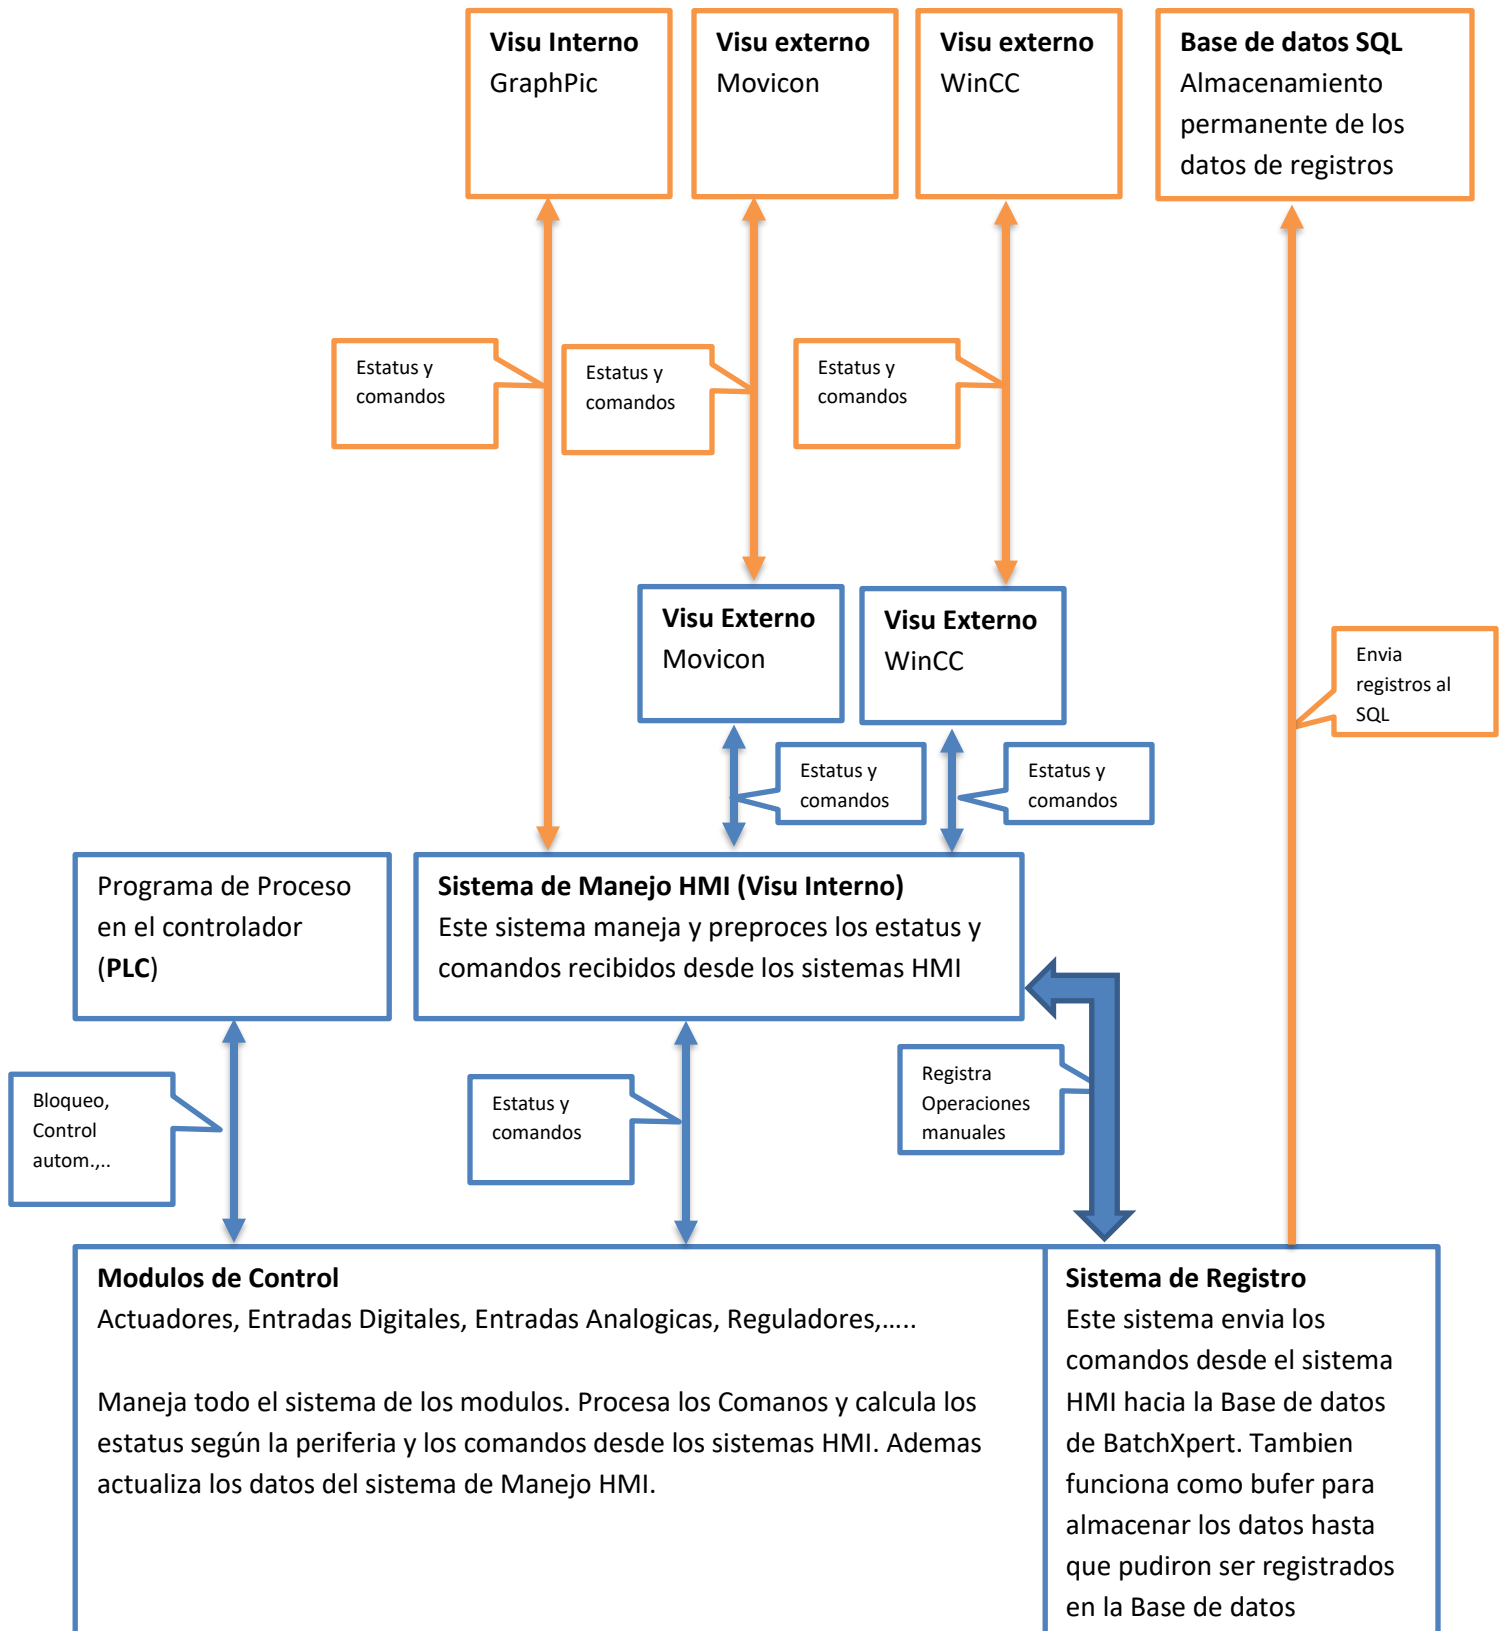 Visu Interno
GraphPic
Visu externo
Movicon
Visu externo
WinCC
Base de datos SQL
Almacenamiento
permanente de los
datos de registros
Estatus y
comandos
Estatus y
comandos
Estatus y
comandos
Visu Externo
Movicon
Visu Externo
WinCC
Envia
registros al
SQL
Estatus y
comandos
Estatus y
comandos
Programa de Proceso
en el controlador
(PLC)
Sistema de Manejo HMI (Visu Interno)
Este sistema maneja y preproces los estatus y
comandos recibidos desde los sistemas HMI
Bloqueo,
Control
autom.,..
Estatus y
comandos
Registra
Operaciones
manuales
Modulos de Control
Actuadores, Entradas Digitales, Entradas Analogicas, Reguladores,…..
Maneja todo el sistema de los modulos. Procesa los Comanos y calcula los
estatus según la periferia y los comandos desde los sistemas HMI. Ademas
actualiza los datos del sistema de Manejo HMI.
Sistema de Registro
Este sistema envia los
comandos desde el sistema
HMI hacia la Base de datos
de BatchXpert. Tambien
funciona como bufer para
almacenar los datos hasta
que pudiron ser registrados
en la Base de datos